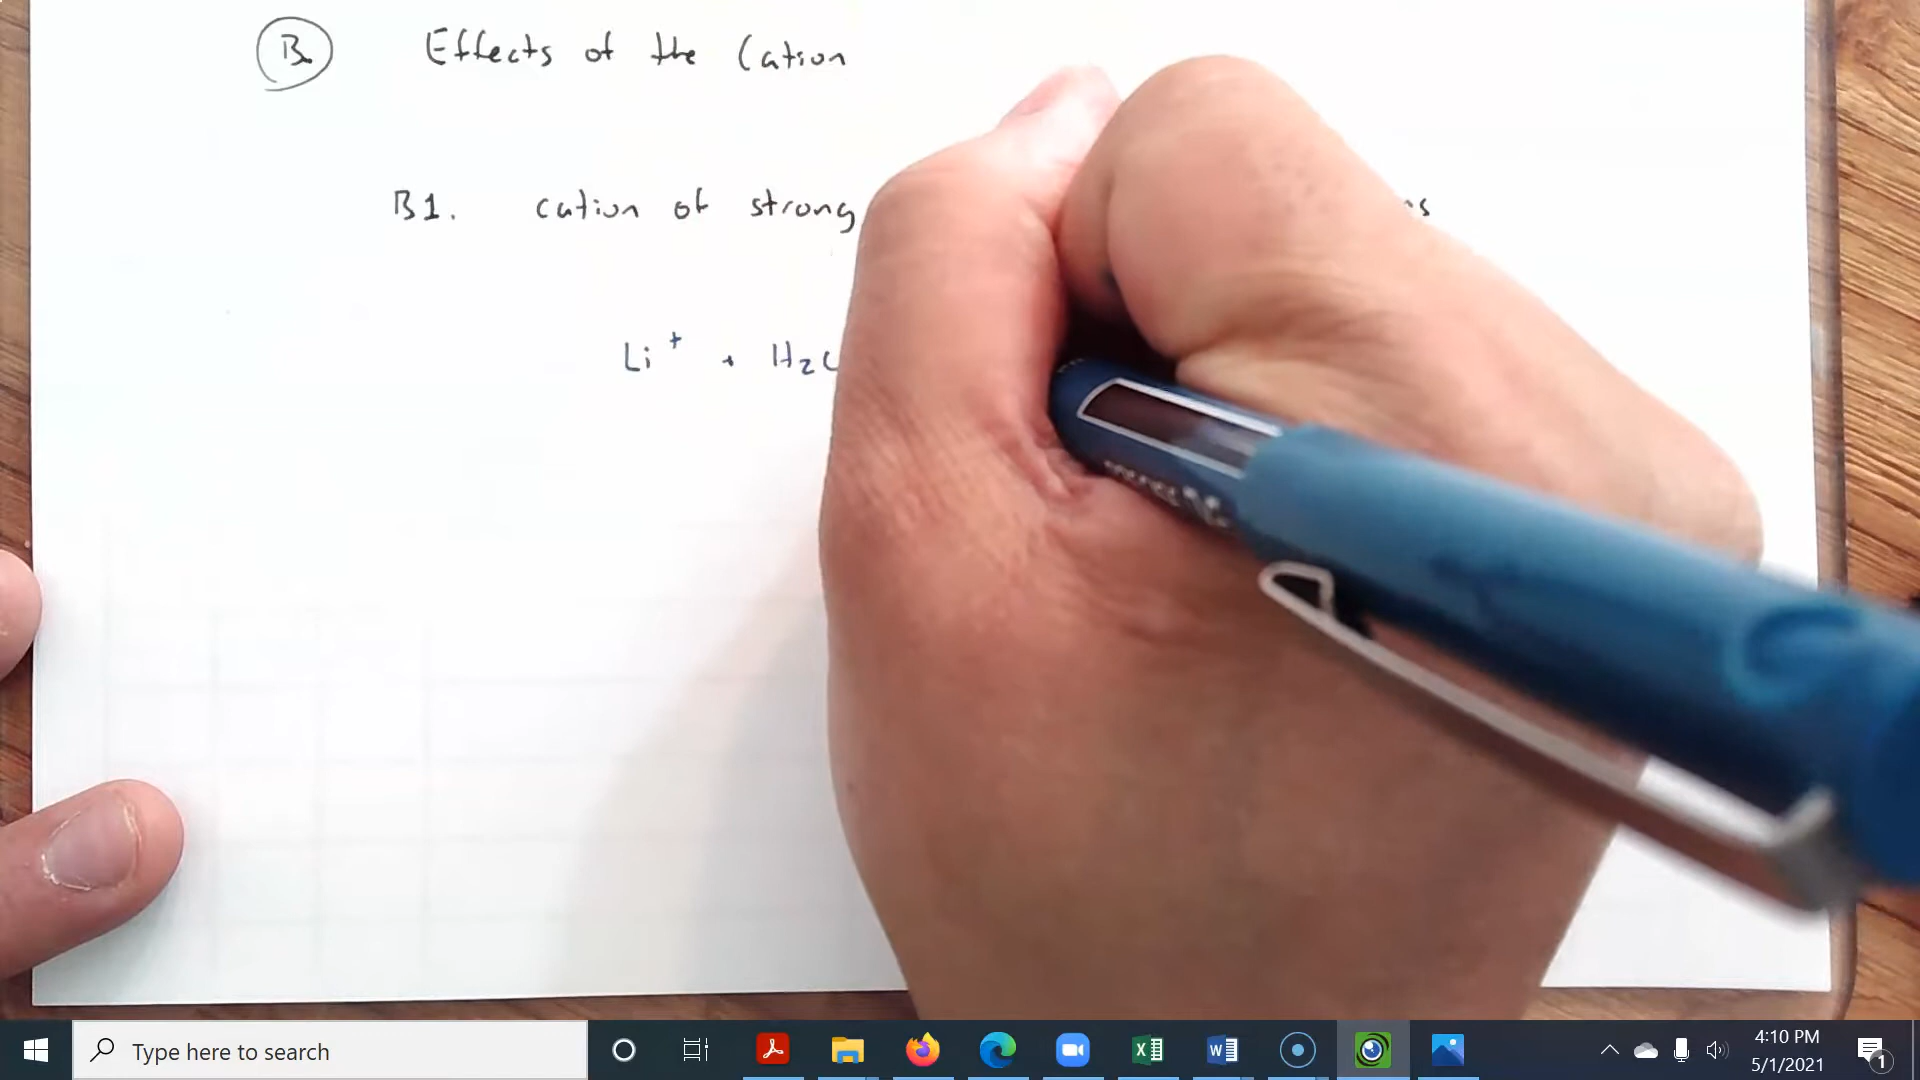 B Effects of the Cation
B1. cation of strong
Li⁺ + H₂
Type here to search
4:10 PM
5/1/2021
1